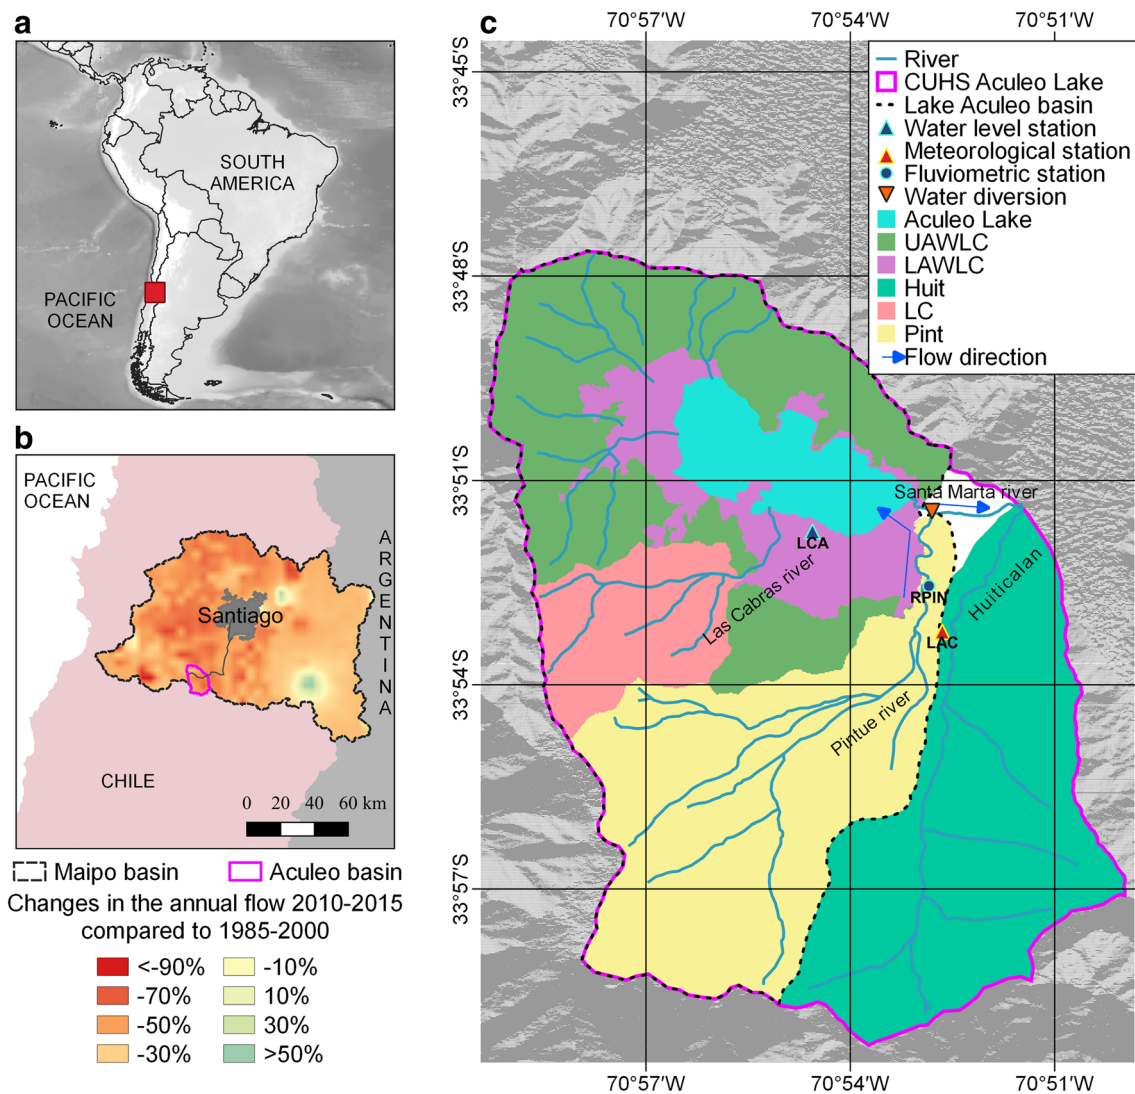 a
SOUTH
AMERICA
PACIFIC
OCEAN
b
PACIFIC
OCEAN
ARGENTINA
Santiago
CHILE
0 20 40 60 km
Maipo basin
Aculeo basin
Changes in the annual flow 2010-2015
compared to 1985-2000
<-90%
-70%
-50%
-30%
-10%
10%
30%
>50%
c
70°57'W 70°54'W 70°51'W
33°45'S
33°48'S
33°51'S
33°54'S
33°57'S
River
CUHS Aculeo Lake
Lake Aculeo basin
Water level station
Meteorological station
Fluviometric station
Water diversion
Aculeo Lake
UAWLC
LAWLC
Huit
LC
Pint
Flow direction
Santa Marta river
LCA
Las Cabras river
RPIN
Huiticalan
LAC
Pintue river
70°57'W 70°54'W 70°51'W